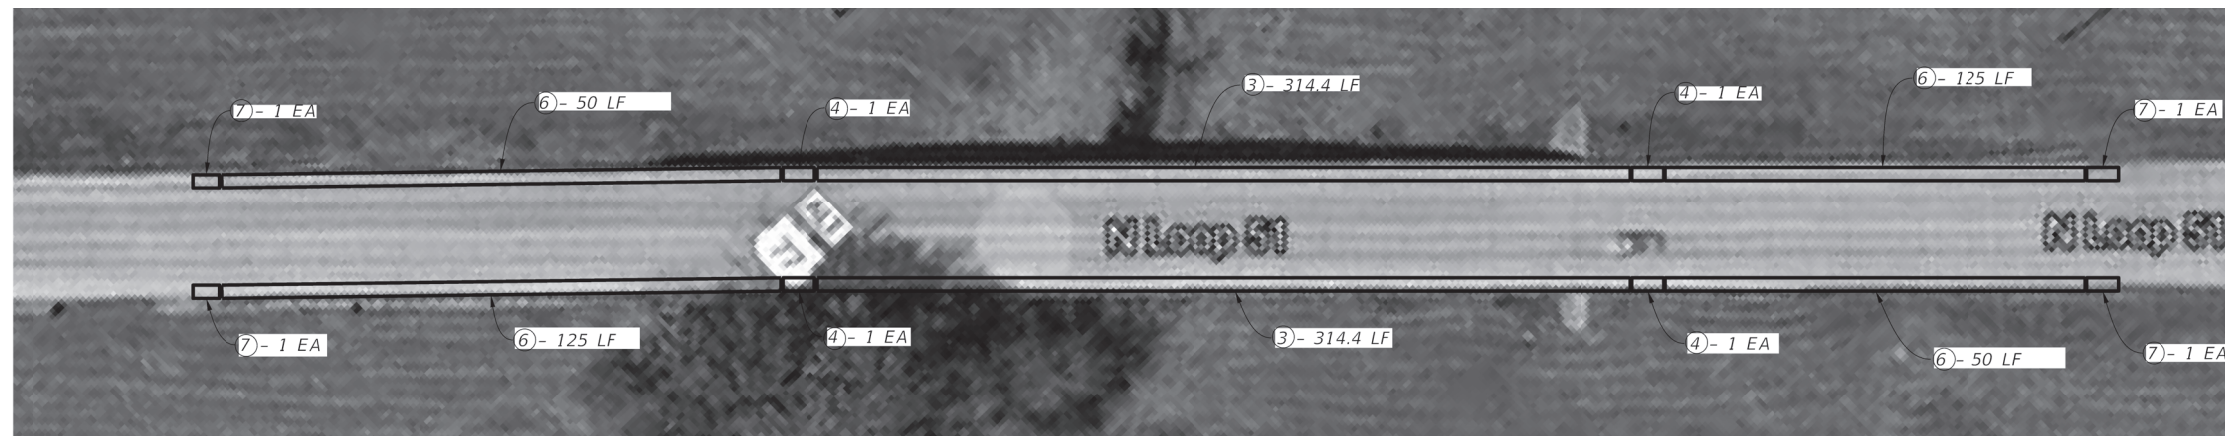 7 - 1 EA
6 - 50 LF
4 - 1 EA
3 - 314.4 LF
4 - 1 EA
6 - 125 LF
7 - 1 EA
N Loop 51
N Loop 51
7 - 1 EA
6 - 125 LF
4 - 1 EA
3 - 314.4 LF
4 - 1 EA
6 - 50 LF
7 - 1 EA